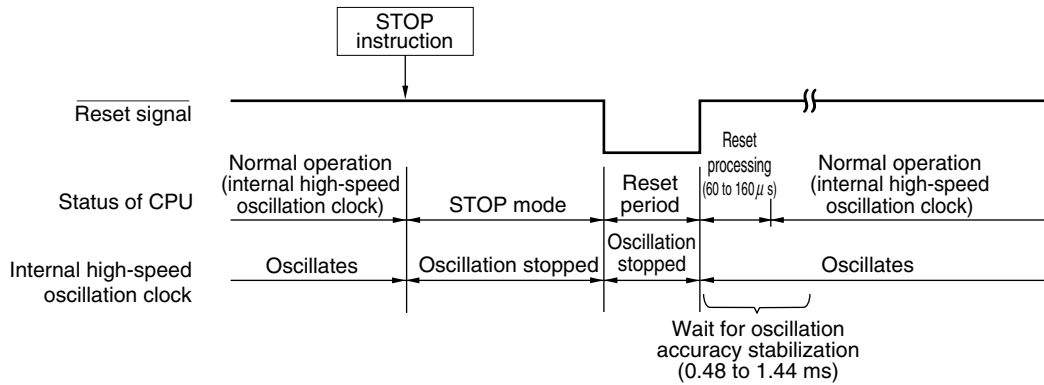 STOP
instruction
Reset signal
Reset
processing
(60 to 160 μ s)
Normal operation
(internal high-speed
oscillation clock)
Status of CPU
STOP mode
Reset
period
Normal operation
(internal high-speed
oscillation clock)
Internal high-speed
oscillation clock
Oscillates
Oscillation stopped
Oscillation
stopped
Oscillates
Wait for oscillation
accuracy stabilization
(0.48 to 1.44 ms)